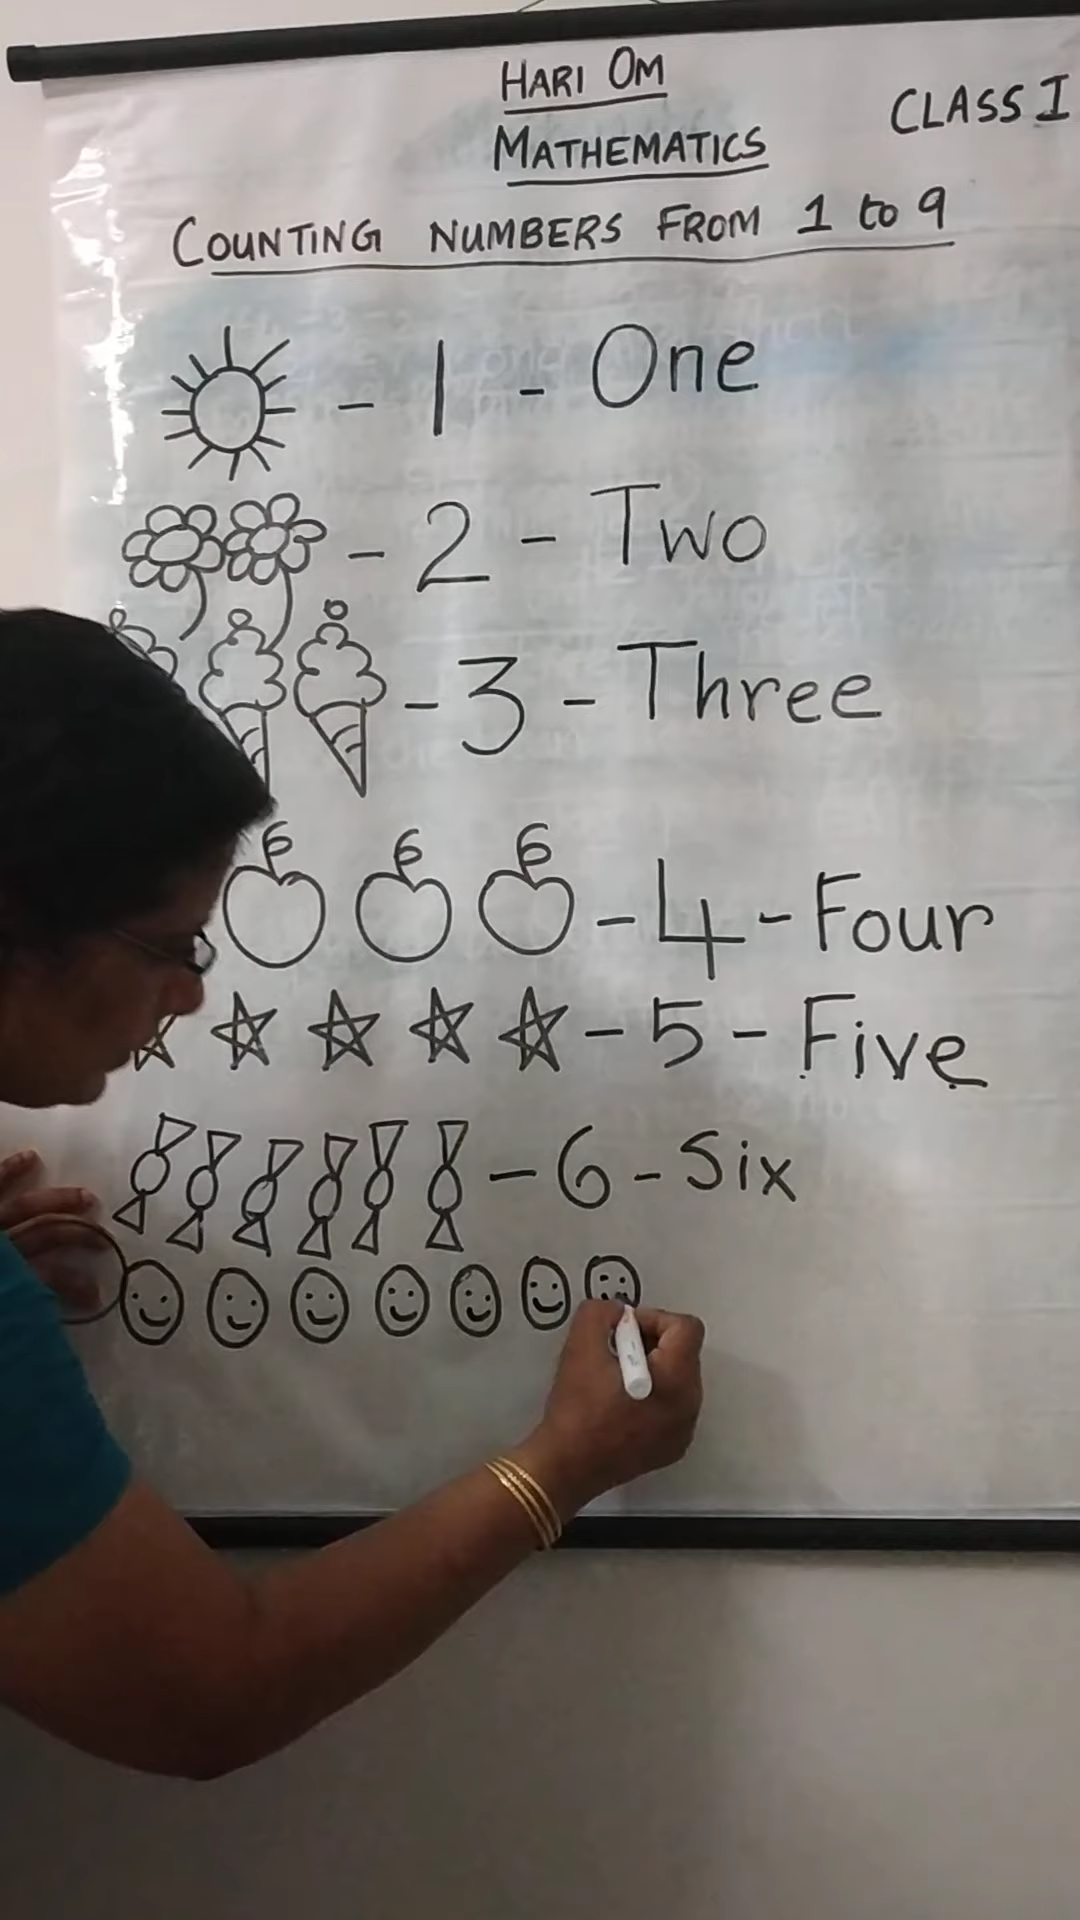 HARI OM
MATHEMATICS
CLASS I
COUNTING NUMBERS FROM 1 to 9
- 1 - One
- 2 - Two
- 3 - Three
- 4 - Four
- 5 - Five
- 6 - Six